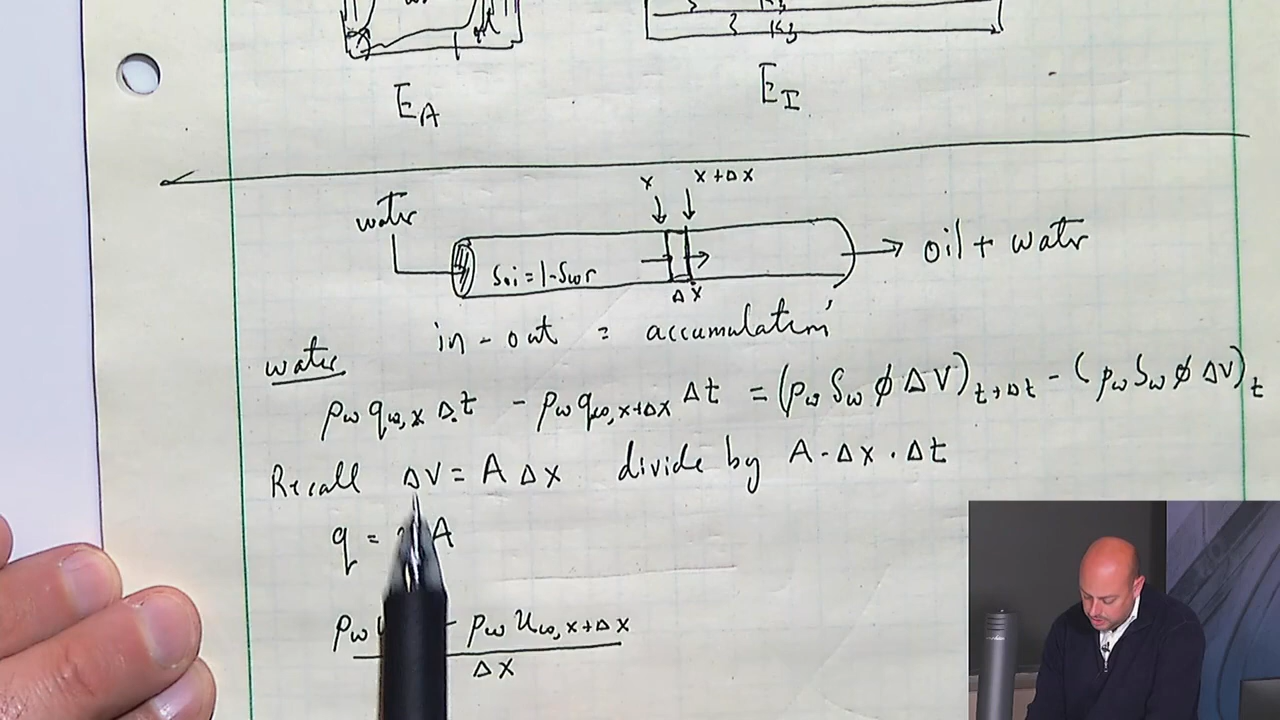 E_A E_I
x x+Δx
water
S_oi = 1-S_wr → oil + water
Δx
in - out = accumulation
water
ρ_w q_w,x Δt - ρ_w q_w,x+Δx Δt = (ρ_w S_w φ ΔV)_t+Δt - (ρ_w S_w φ ΔV)_t
Recall ΔV = A Δx divide by A·Δx·Δt
q = A
ρ_w - ρ_w u_w,x+Δx
Δx